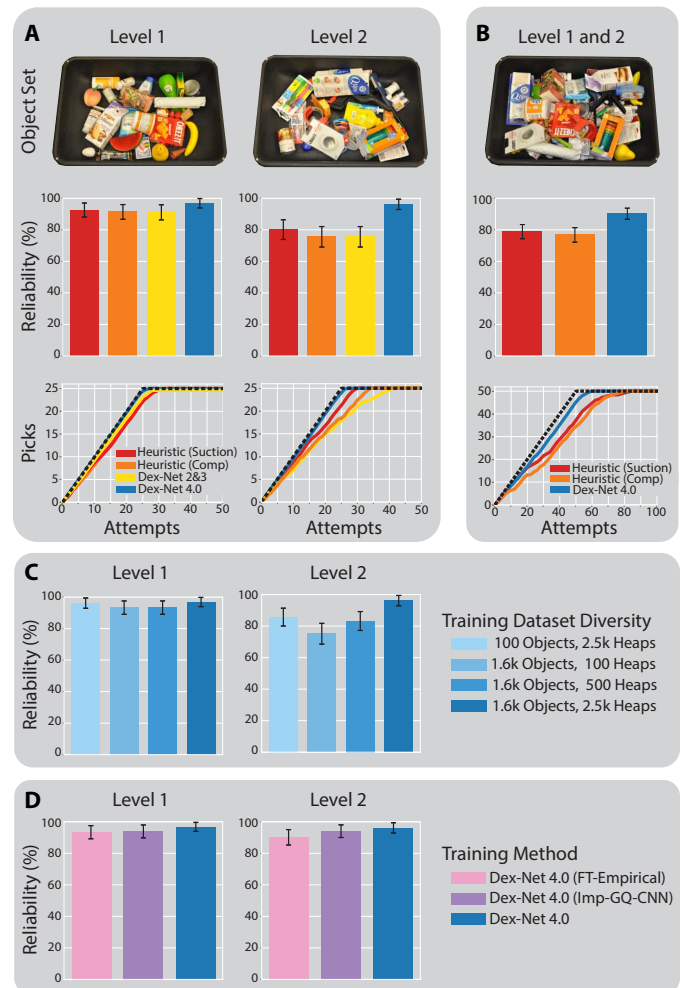 A
Level 1
Level 2
B
Level 1 and 2
Object Set
Reliability (%)
100
80
60
40
20
0
100
80
60
40
20
0
100
80
60
40
20
0
Picks
25
20
15
10
5
0
0 10 20 30 40 50
Attempts
Heuristic (Suction)
Heuristic (Comp)
Dex-Net 2&3
Dex-Net 4.0
25
20
15
10
5
0
0 10 20 30 40 50
Attempts
50
40
30
20
10
0
0 20 40 60 80 100
Attempts
Heuristic (Suction)
Heuristic (Comp)
Dex-Net 4.0
C
Level 1
Level 2
Reliability (%)
100
80
60
40
20
0
100
80
60
40
20
0
Training Dataset Diversity
100 Objects, 2.5k Heaps
1.6k Objects, 100 Heaps
1.6k Objects, 500 Heaps
1.6k Objects, 2.5k Heaps
D
Level 1
Level 2
Reliability (%)
100
80
60
40
20
0
100
80
60
40
20
0
Training Method
Dex-Net 4.0 (FT-Empirical)
Dex-Net 4.0 (Imp-GQ-CNN)
Dex-Net 4.0